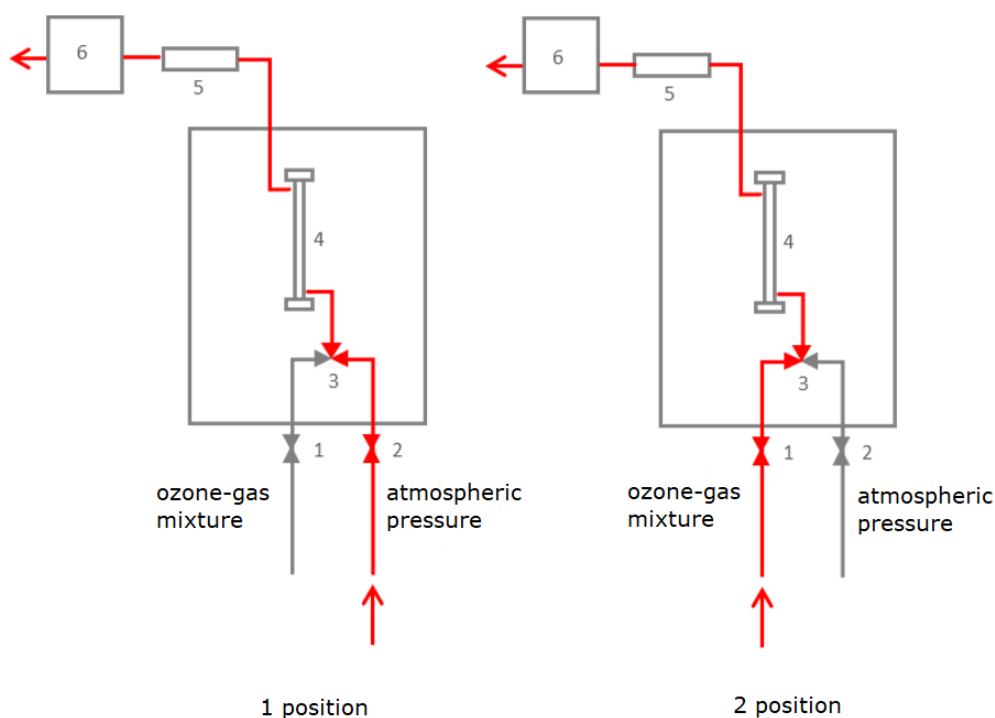 6
5
4
3
1
2
ozone-gas
mixture
atmospheric
pressure
1 position
6
5
4
3
1
2
ozone-gas
mixture
atmospheric
pressure
2 position